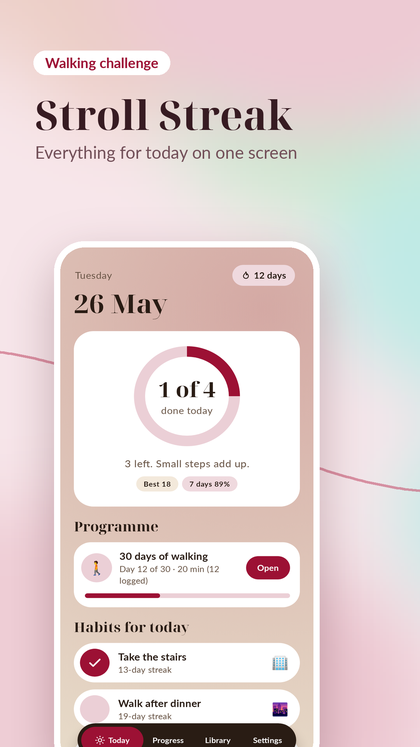 Walking challenge
Stroll Streak
Everything for today on one screen
Tuesday
12 days
26 May
1 of 4
done today
3 left. Small steps add up.
Best 18
7 days 89%
Programme
30 days of walking
Day 12 of 30 · 20 min (12
logged)
Open
Habits for today
Take the stairs
13-day streak
Walk after dinner
19-day streak
Today
Progress
Library
Settings